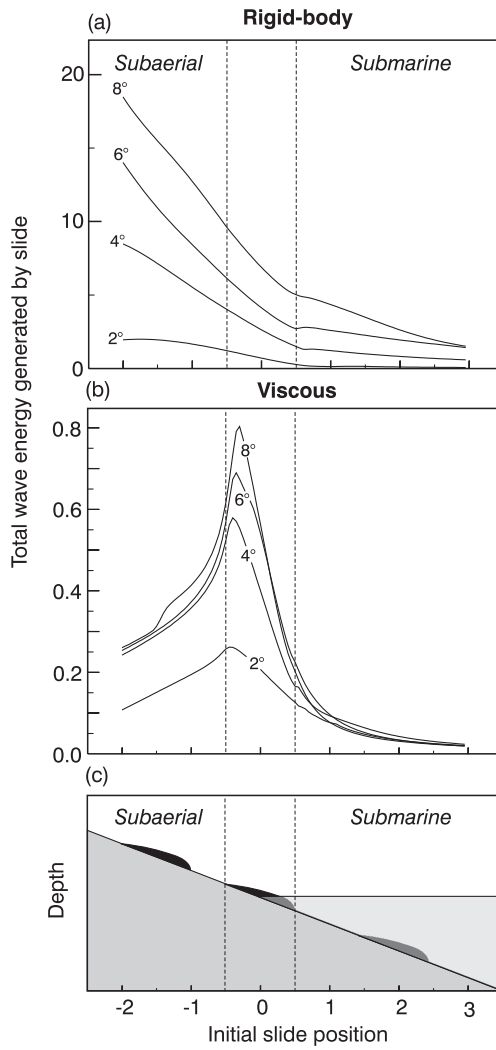 (a)
Rigid-body
Subaerial
Submarine
20
10
0
8°
6°
4°
2°
Total wave energy generated by slide
(b)
Viscous
0.8
0.6
0.4
0.2
0.0
8°
6°
4°
2°
(c)
Subaerial
Submarine
Depth
-2 -1 0 1 2 3
Initial slide position